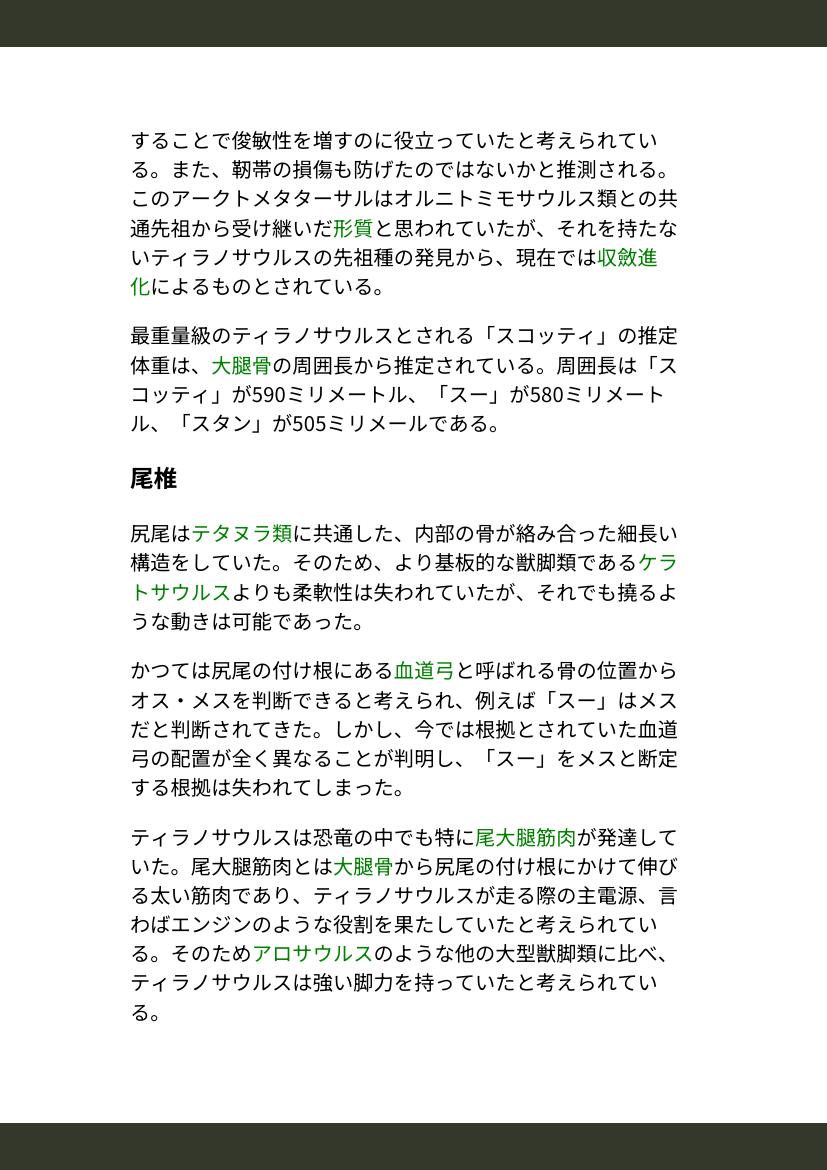 することで俊敏性を増すのに役立っていたと考えられてい
る。また、靭帯の損傷も防げたのではないかと推測される。
このアークトメタターサルはオルニトミモサウルス類との共
通先祖から受け継いだ形質と思われていたが、それを持たな
いティラノサウルスの先祖種の発見から、現在では収斂進
化によるものとされている。
最重量級のティラノサウルスとされる「スコッティ」の推定
体重は、大腿骨の周囲長から推定されている。周囲長は「ス
コッティ」が590ミリメートル、「スー」が580ミリメート
ル、「スタン」が505ミリメールである。
尾椎
尻尾はテタヌラ類に共通した、内部の骨が絡み合った細長い
構造をしていた。そのため、より基板的な獣脚類であるケラ
トサウルスよりも柔軟性は失われていたが、それでも撓るよ
うな動きは可能であった。
かつては尻尾の付け根にある血道弓と呼ばれる骨の位置から
オス・メスを判断できると考えられ、例えば「スー」はメス
だと判断されてきた。しかし、今では根拠とされていた血道
弓の配置が全く異なることが判明し、「スー」をメスと断定
する根拠は失われてしまった。
ティラノサウルスは恐竜の中でも特に尾大腿筋肉が発達して
いた。尾大腿筋肉とは大腿骨から尻尾の付け根にかけて伸び
る太い筋肉であり、ティラノサウルスが走る際の主電源、言
わばエンジンのような役割を果たしていたと考えられてい
る。そのためアロサウルスのような他の大型獣脚類に比べ、
ティラノサウルスは強い脚力を持っていたと考えられてい
る。